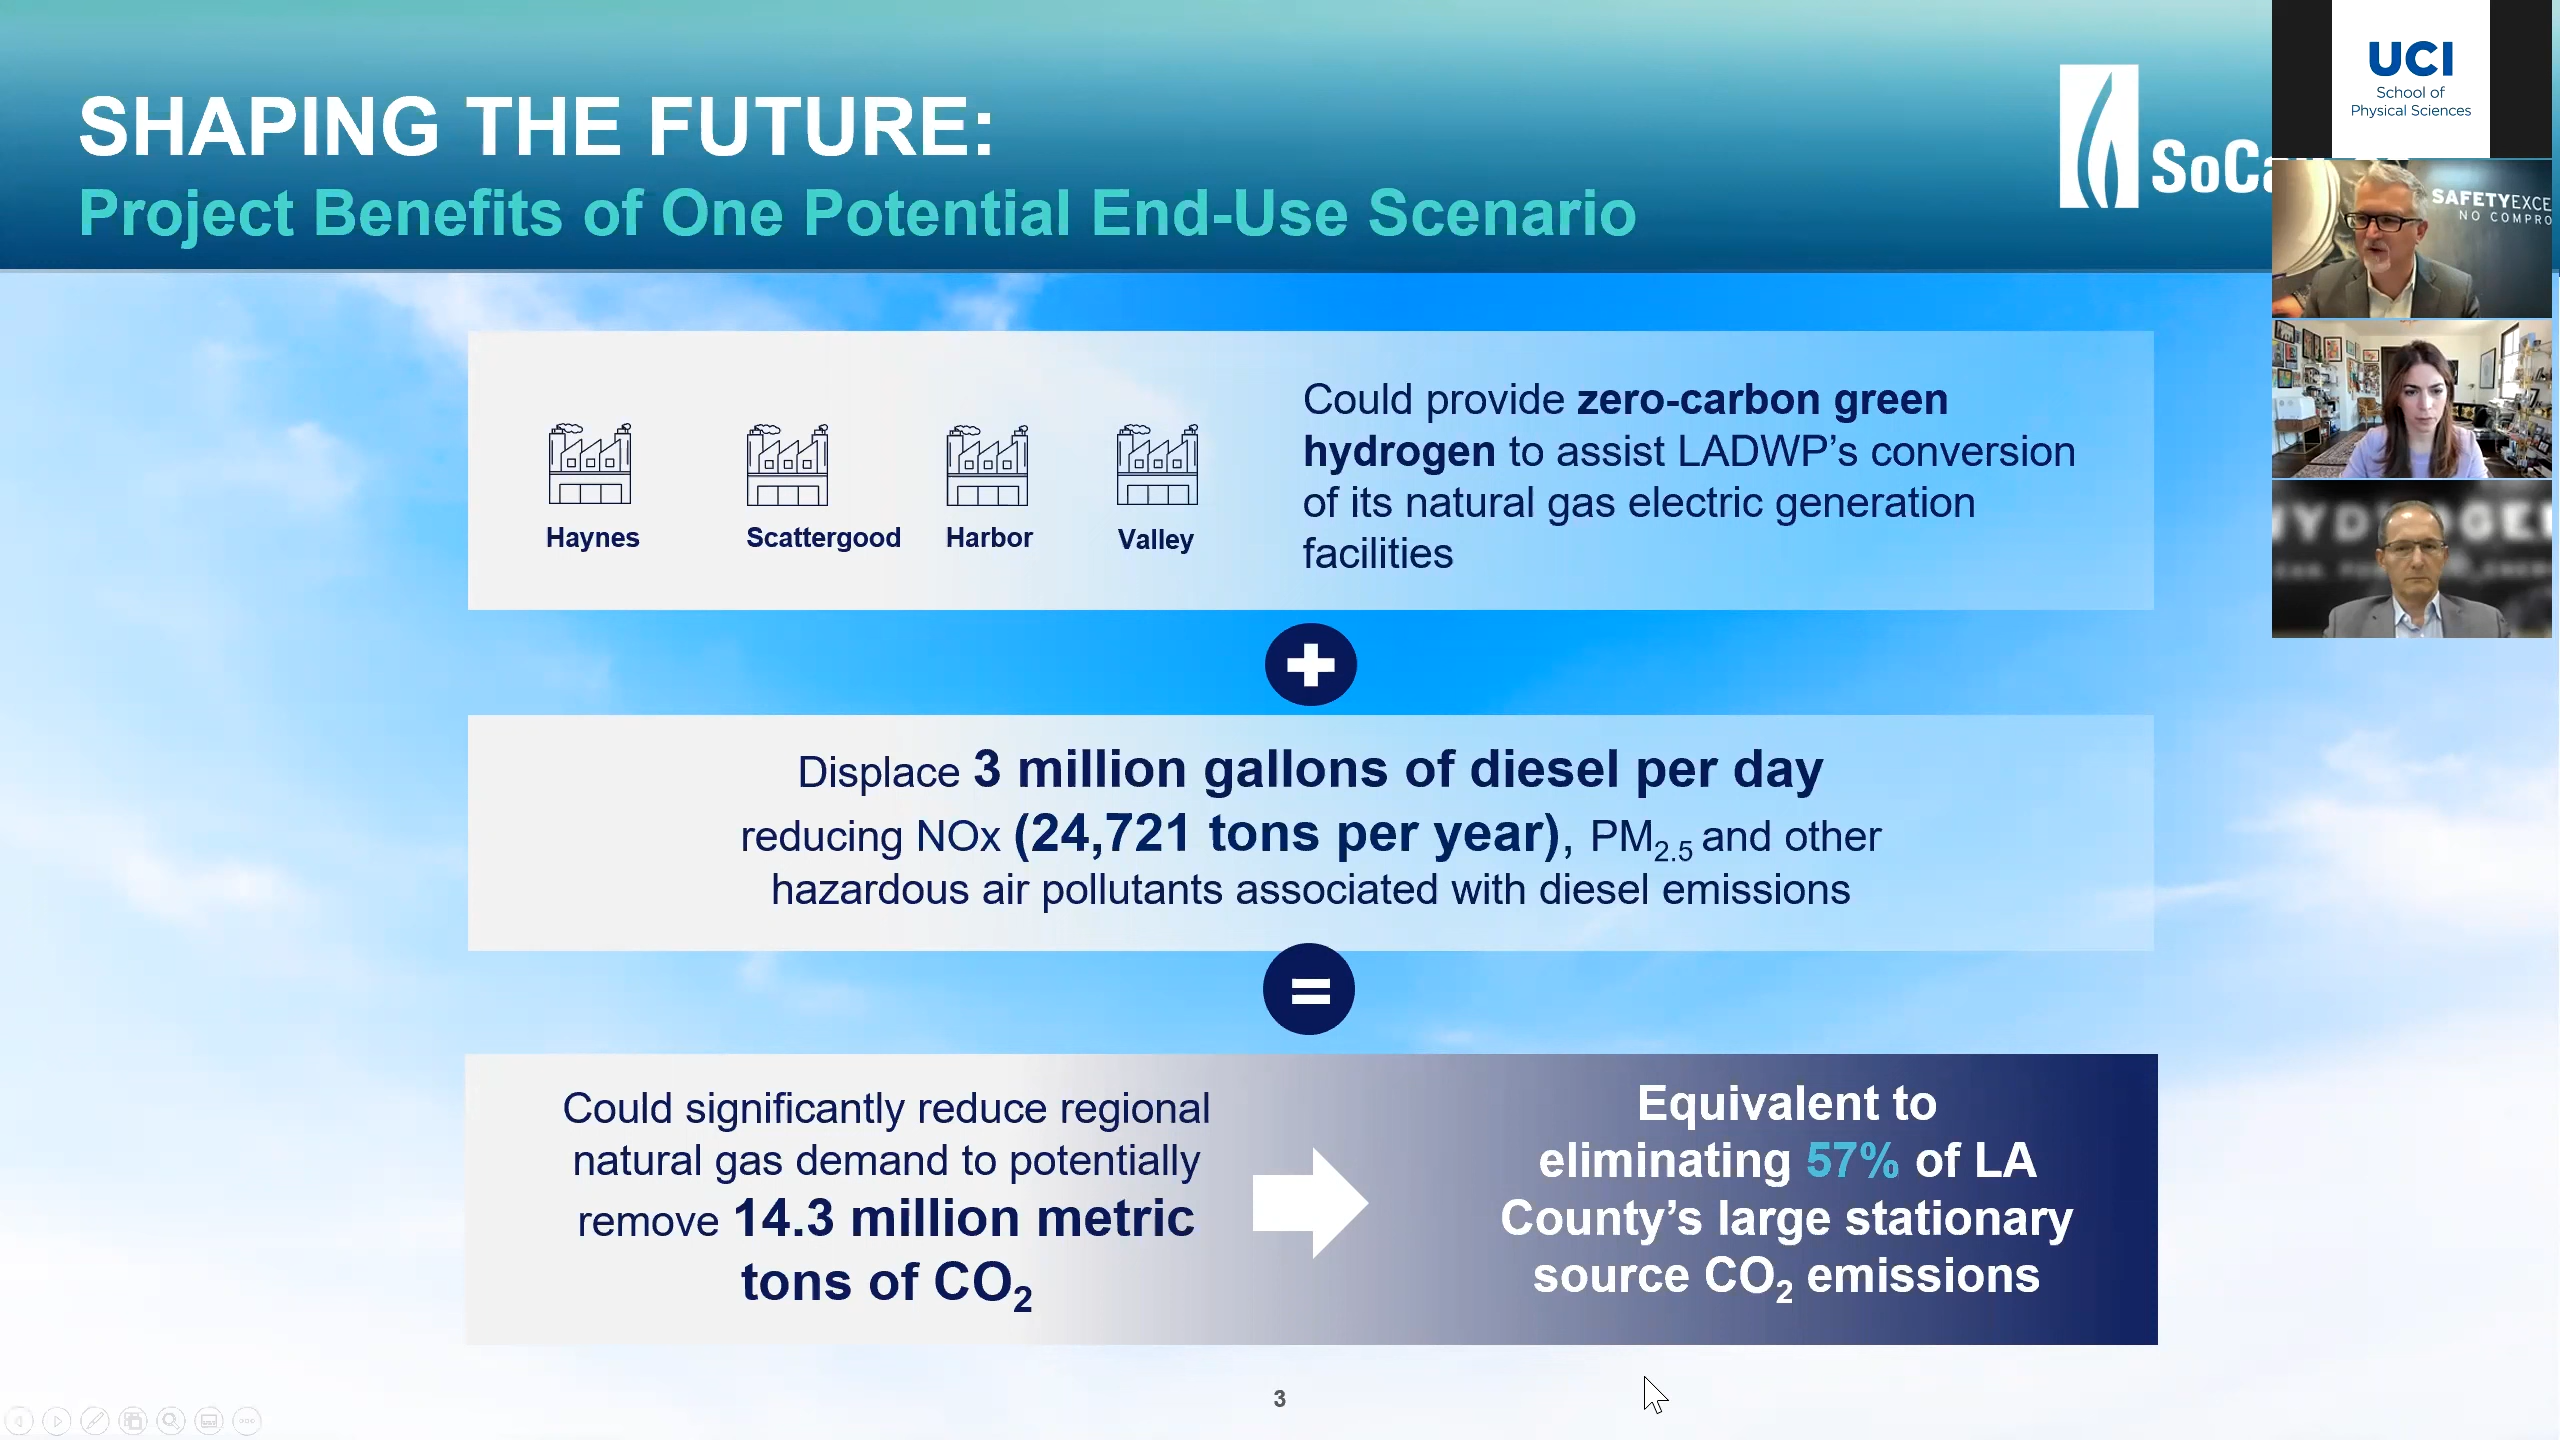 SHAPING THE FUTURE:
Project Benefits of One Potential End-Use Scenario
SoCa
UCI
School of
Physical Sciences
SAFETYEXCE
NO COMPRO
Haynes
Scattergood
Harbor
Valley
Could provide zero-carbon green
hydrogen to assist LADWP’s conversion
of its natural gas electric generation
facilities
Displace 3 million gallons of diesel per day
reducing NOx (24,721 tons per year), PM2.5 and other
hazardous air pollutants associated with diesel emissions
=
Could significantly reduce regional
natural gas demand to potentially
remove 14.3 million metric
tons of CO2
Equivalent to
eliminating 57% of LA
County’s large stationary
source CO2 emissions
3